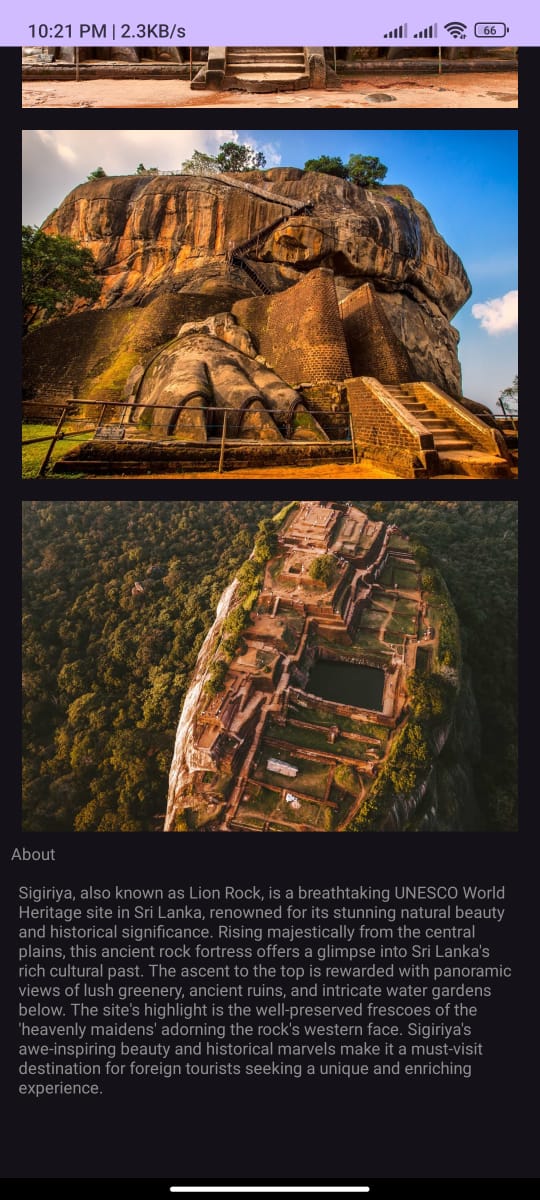 10:21 PM | 2.3KB/s
66
About
Sigiriya, also known as Lion Rock, is a breathtaking UNESCO World
Heritage site in Sri Lanka, renowned for its stunning natural beauty
and historical significance. Rising majestically from the central
plains, this ancient rock fortress offers a glimpse into Sri Lanka's
rich cultural past. The ascent to the top is rewarded with panoramic
views of lush greenery, ancient ruins, and intricate water gardens
below. The site's highlight is the well-preserved frescoes of the
'heavenly maidens' adorning the rock's western face. Sigiriya's
awe-inspiring beauty and historical marvels make it a must-visit
destination for foreign tourists seeking a unique and enriching
experience.